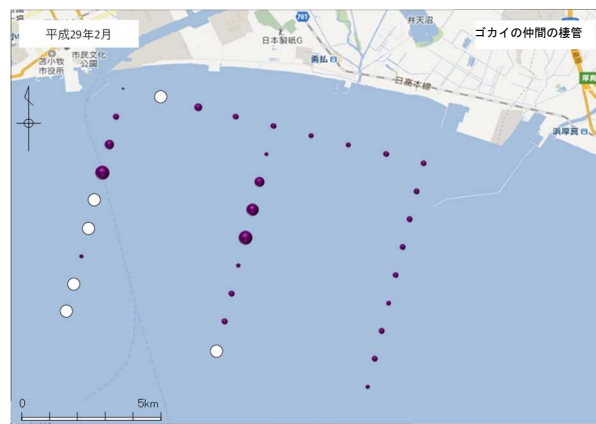 平成29年2月
ゴカイの仲間の棲管
781
弁天沼
日本製紙G
苫小牧
市役所
市民文化
公園
勇払
日高本線
厚真
浜厚真
0
5km